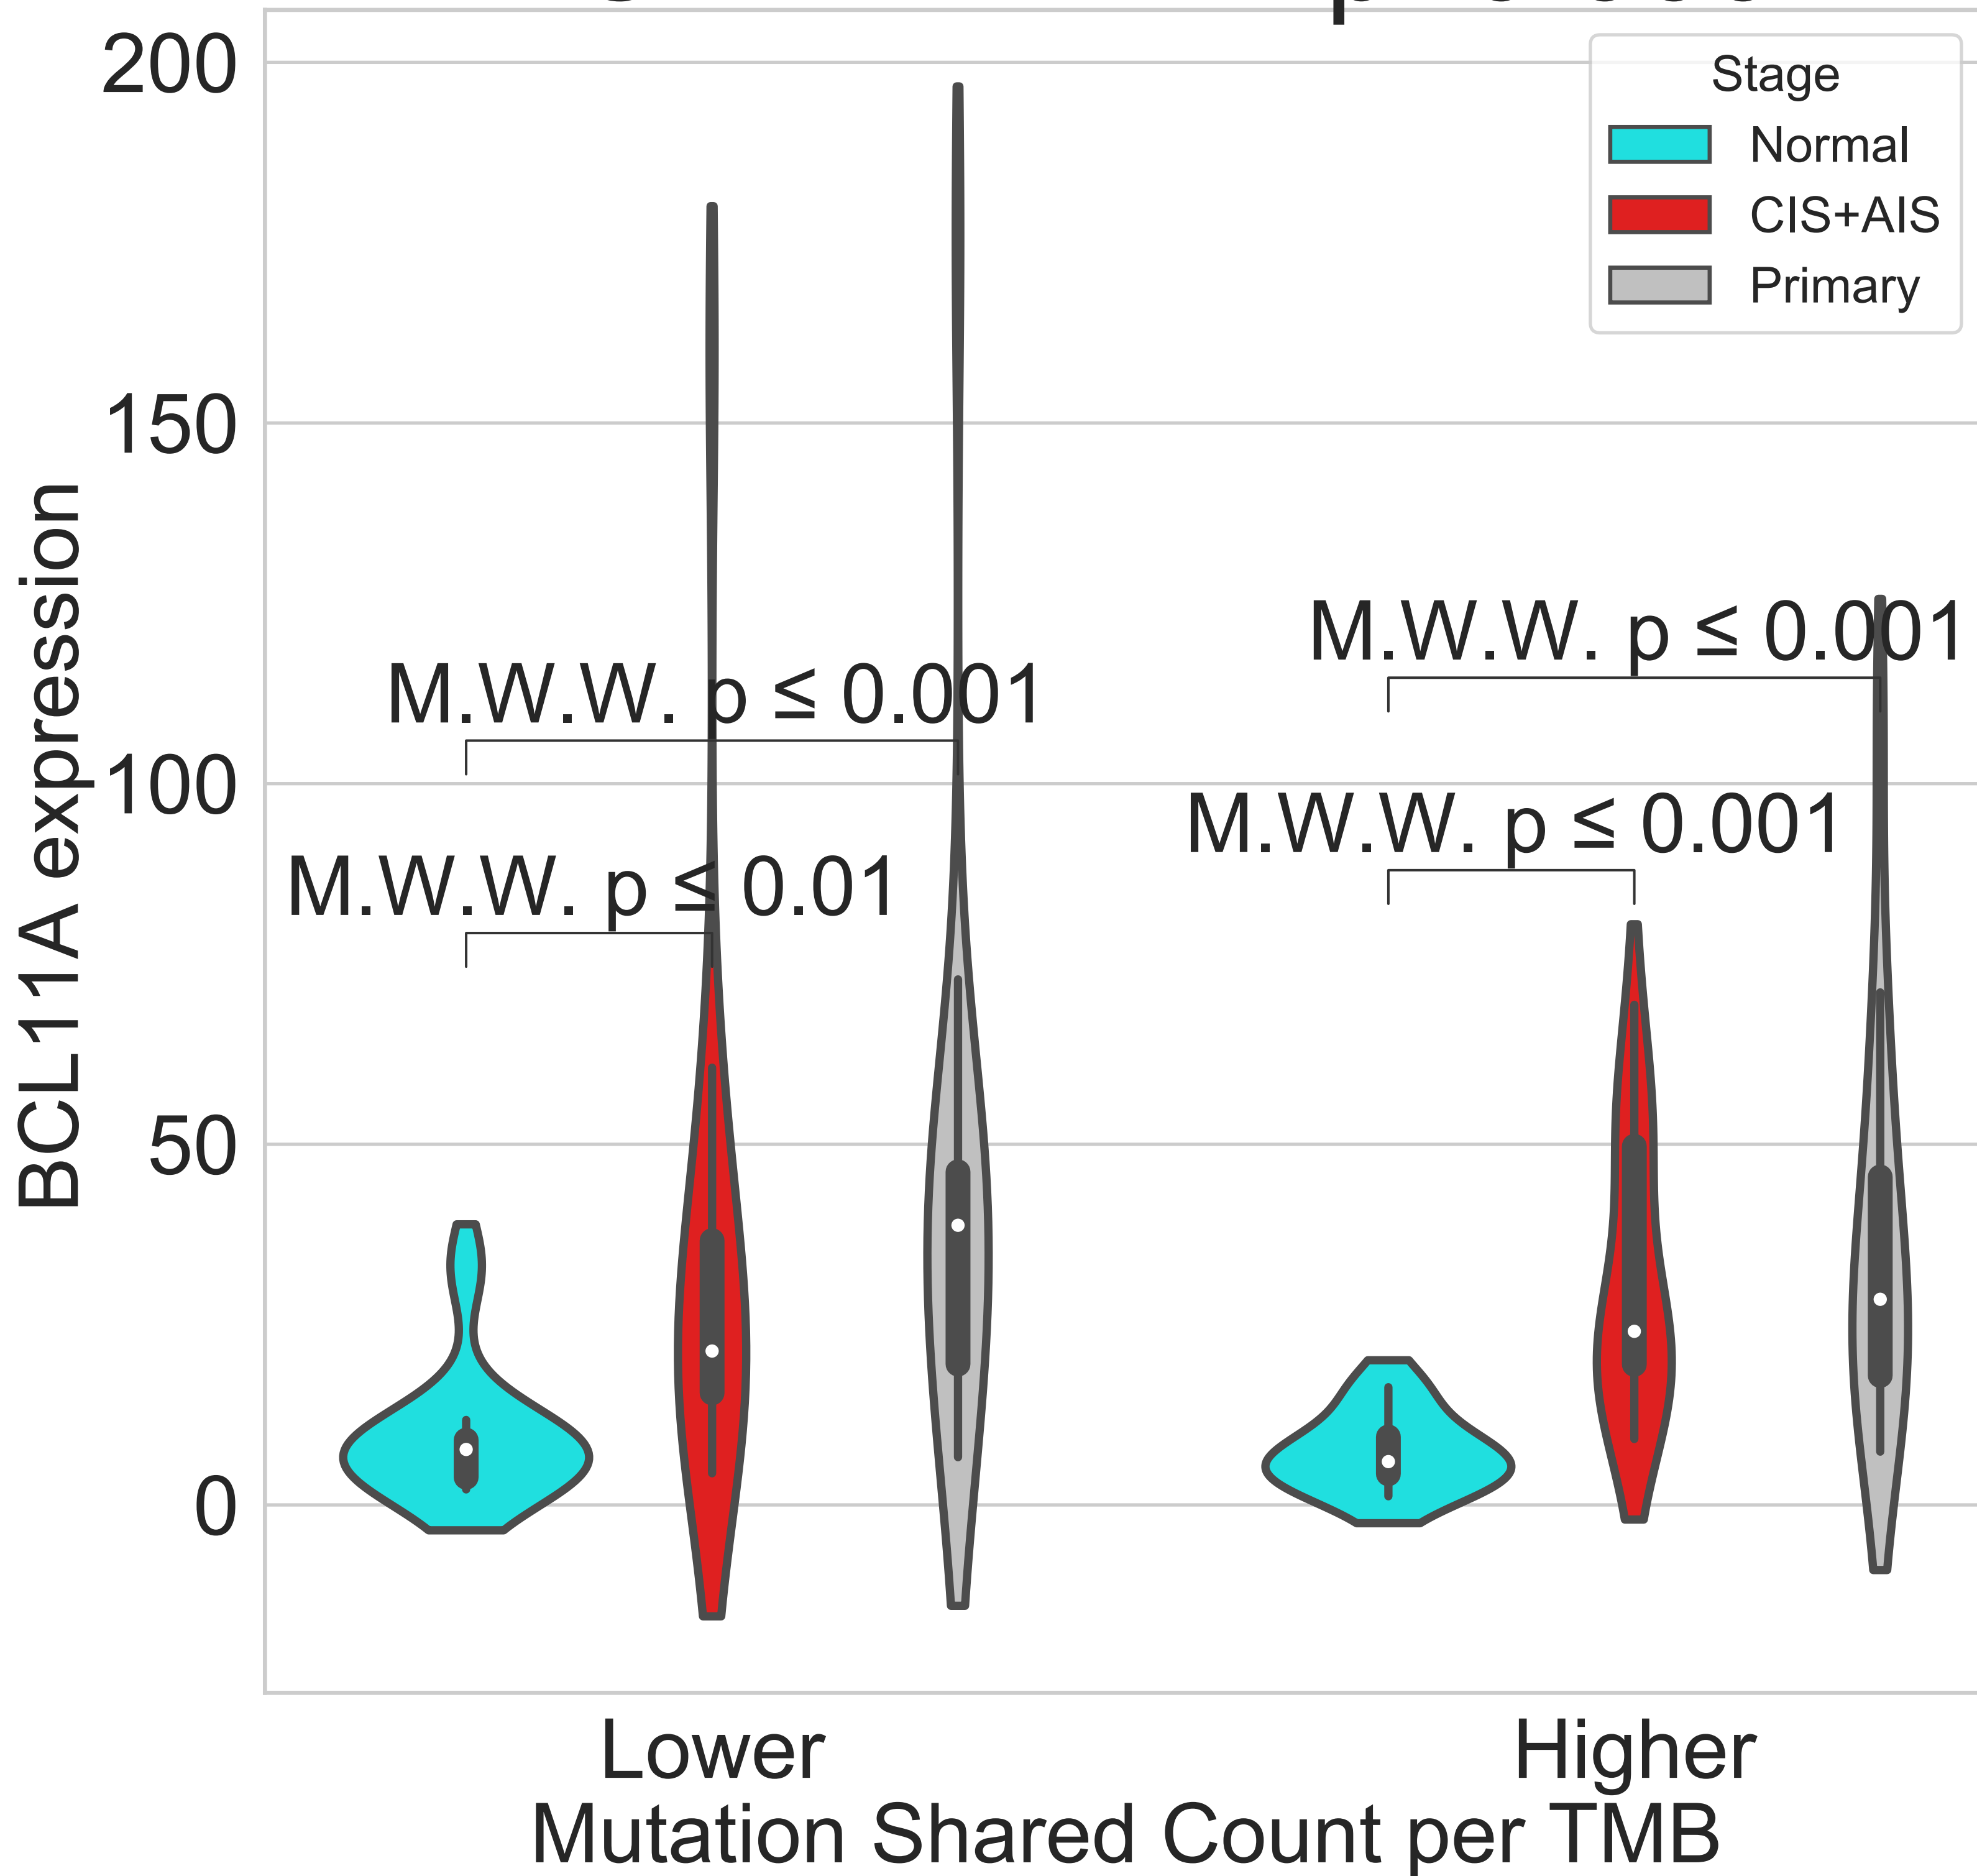 200
150
100
50
0
BCL11A expression
Stage
Normal
CIS+AIS
Primary
M.W.W. p ≤ 0.001
M.W.W. p ≤ 0.01
M.W.W. p ≤ 0.001
M.W.W. p ≤ 0.001
Lower
Higher
Mutation Shared Count per TMB